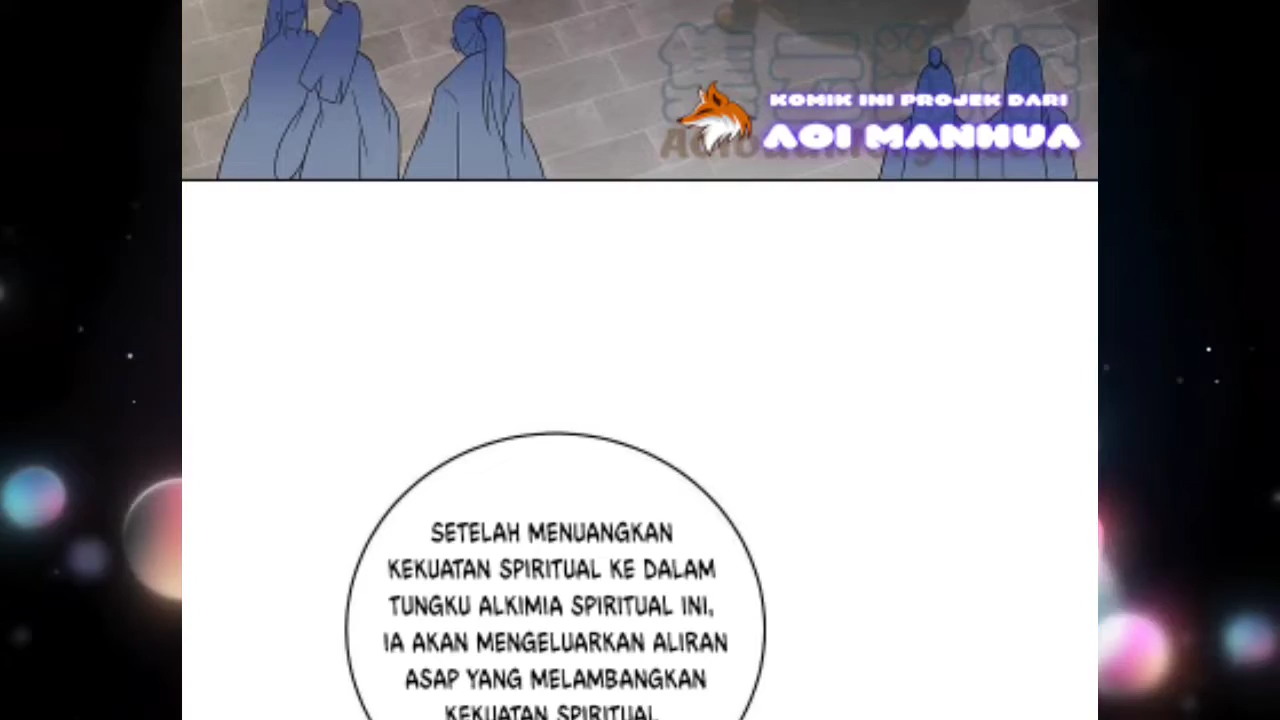 KOMIK INI PROJEK DARI
AOI MANHUA
SETELAH MENUANGKAN
KEKUATAN SPIRITUAL KE DALAM
TUNGKU ALKIMIA SPIRITUAL INI,
IA AKAN MENGELUARKAN ALIRAN
ASAP YANG MELAMBANGKAN
KEKUATAN SPIRITUAL